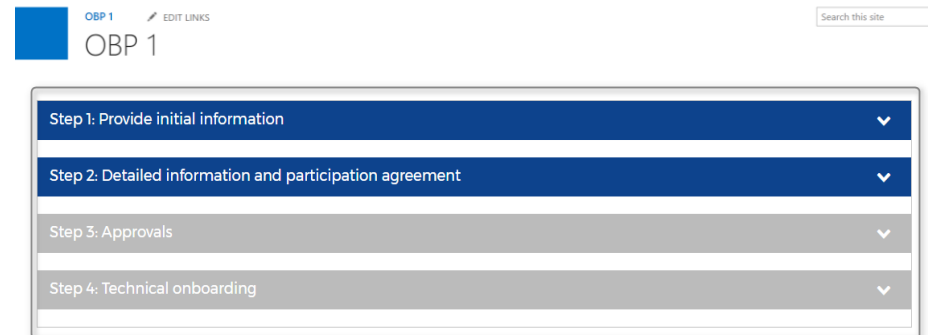 OBP 1
EDIT LINKS
Search this site
OBP 1
Step 1: Provide initial information
Step 2: Detailed information and participation agreement
Step 3: Approvals
Step 4: Technical onboarding